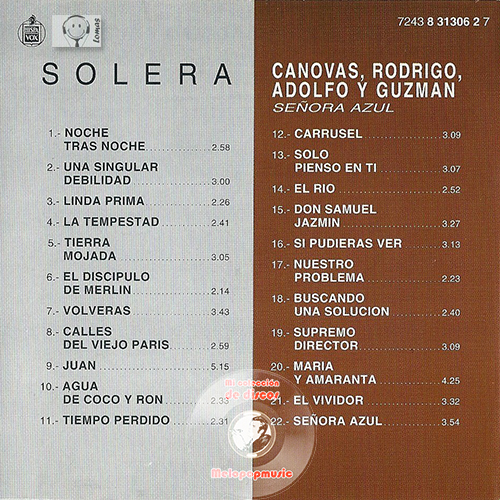 7243 8 31306 2 7
HISPA
VOX
sumoj
SOLERA
1.- NOCHE
TRAS NOCHE 2.58
2.- UNA SINGULAR
DEBILIDAD 3.00
3.- LINDA PRIMA 2.26
4.- LA TEMPESTAD 2.41
5.- TIERRA
MOJADA 3.05
6.- EL DISCIPULO
DE MERLIN 2.14
7.- VOLVERAS 3.43
8.- CALLES
DEL VIEJO PARIS 2.59
9.- JUAN 5.15
10.- AGUA
DE COCO Y RON 2.33
11.- TIEMPO PERDIDO 2.31
CANOVAS, RODRIGO,
ADOLFO Y GUZMAN
SEÑORA AZUL
12.- CARRUSEL 3.09
13.- SOLO
PIENSO EN TI 3.07
14.- EL RIO 2.52
15.- DON SAMUEL
JAZMIN 3.27
16.- SI PUDIERAS VER 3.13
17.- NUESTRO
PROBLEMA 2.23
18.- BUSCANDO
UNA SOLUCION 2.40
19.- SUPREMO
DIRECTOR 3.09
20.- MARIA
Y AMARANTA 4.25
21.- EL VIVIDOR 3.32
22.- SEÑORA AZUL 3.54
Mi colección
de discos
Melopopmusic